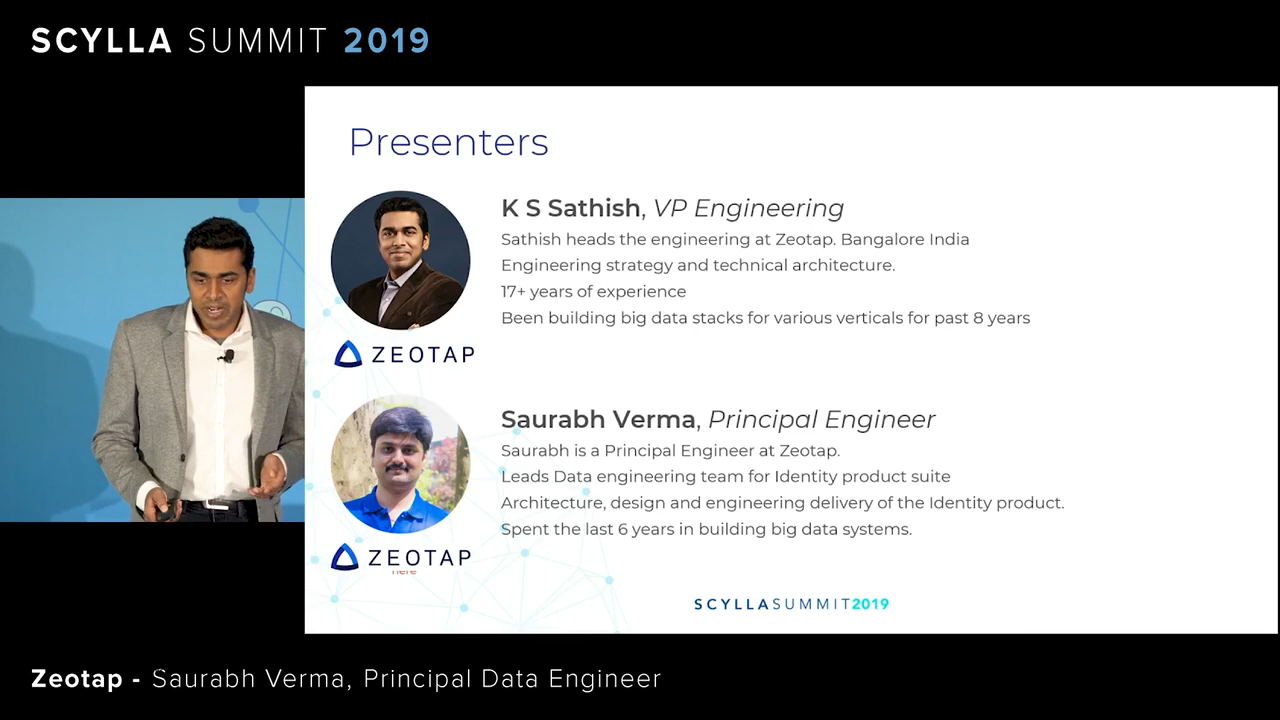 SCYLLA SUMMIT 2019
Presenters
K S Sathish, VP Engineering
Sathish heads the engineering at Zeotap. Bangalore India
Engineering strategy and technical architecture.
17+ years of experience
Been building big data stacks for various verticals for past 8 years
ZEOTAP
Saurabh Verma, Principal Engineer
Saurabh is a Principal Engineer at Zeotap.
Leads Data engineering team for Identity product suite
Architecture, design and engineering delivery of the Identity product.
Spent the last 6 years in building big data systems.
ZEOTAP
here
SCYLLASUMMIT2019
Zeotap - Saurabh Verma, Principal Data Engineer